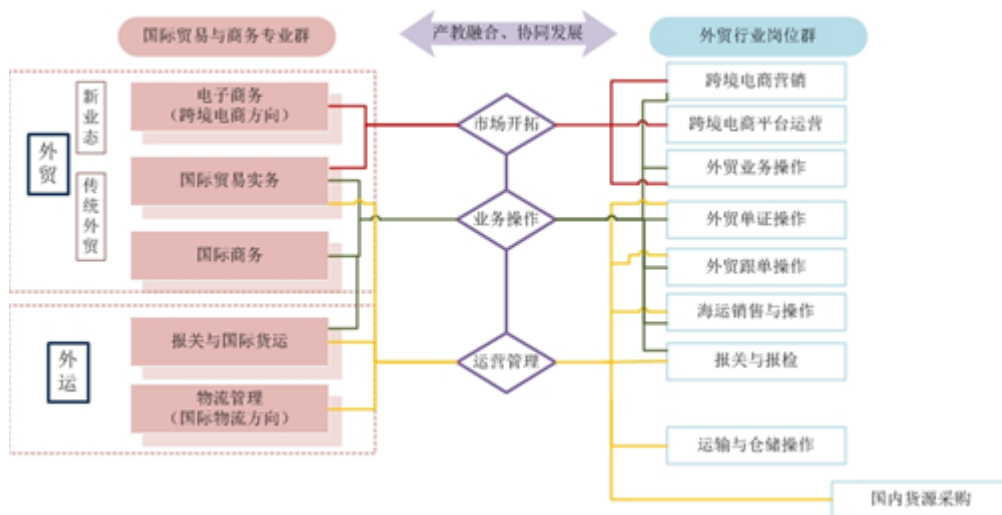 国际贸易与商务专业群
产教融合、协同发展
外贸行业岗位群
外贸
新业态
传统外贸
电子商务
（跨境电商方向）
国际贸易实务
国际商务
外运
报关与国际货运
物流管理
（国际物流方向）
市场开拓
业务操作
运营管理
跨境电商营销
跨境电商平台运营
外贸业务操作
外贸单证操作
外贸跟单操作
海运销售与操作
报关与报检
运输与仓储操作
国内货源采购